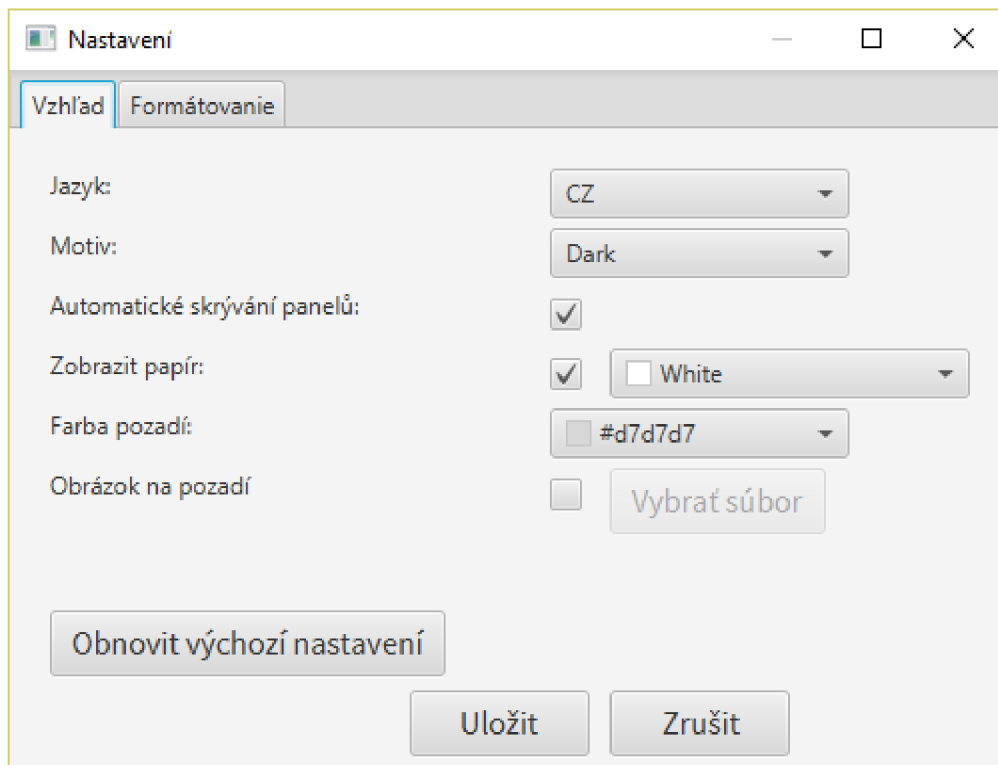 Nastavení
Vzhľad Formátovanie
Jazyk: CZ
Motiv: Dark
Automatické skrývání panelů:
Zobrazit papír: White
Farba pozadí: #d7d7d7
Obrázok na pozadí Vybrať súbor
Obnovit výchozí nastavení
Uložit Zrušit